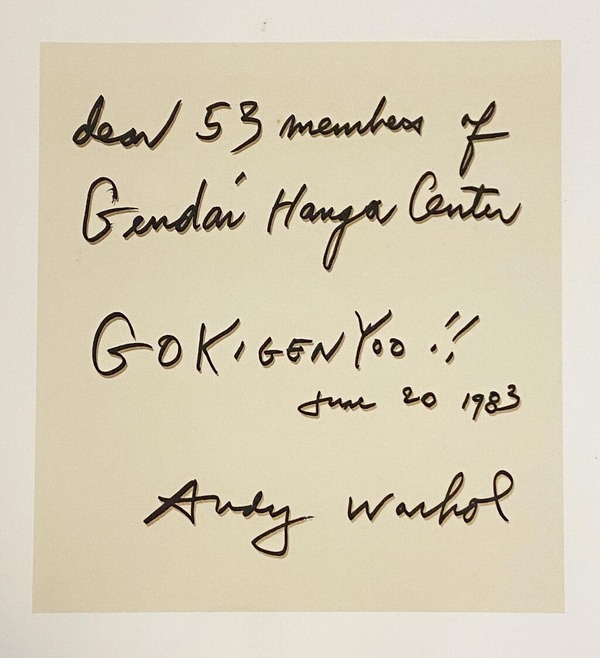 dear 53 members of
Gendai Hanga Center
GOKIGENYOO !!
June 20 1983
Andy Warhol